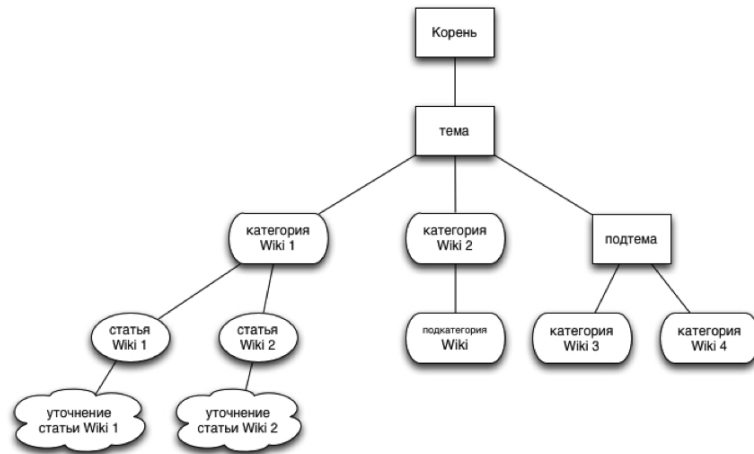 Корень
тема
категория
Wiki 1
категория
Wiki 2
подтема
статья
Wiki 1
статья
Wiki 2
подкатегория
Wiki
категория
Wiki 3
категория
Wiki 4
уточнение
статьи Wiki 1
уточнение
статьи Wiki 2